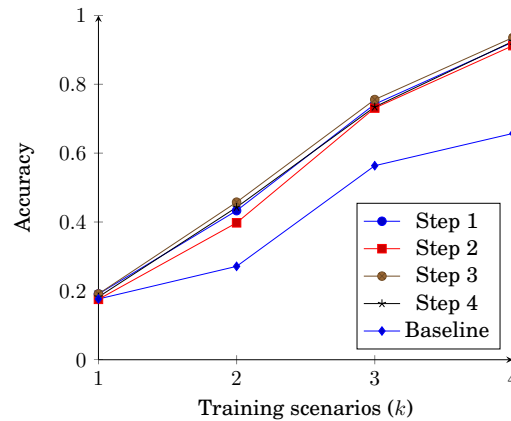 1
0.8
0.6
0.4
0.2
0
1
2
3
4
Accuracy
Training scenarios (k)
Step 1
Step 2
Step 3
Step 4
Baseline